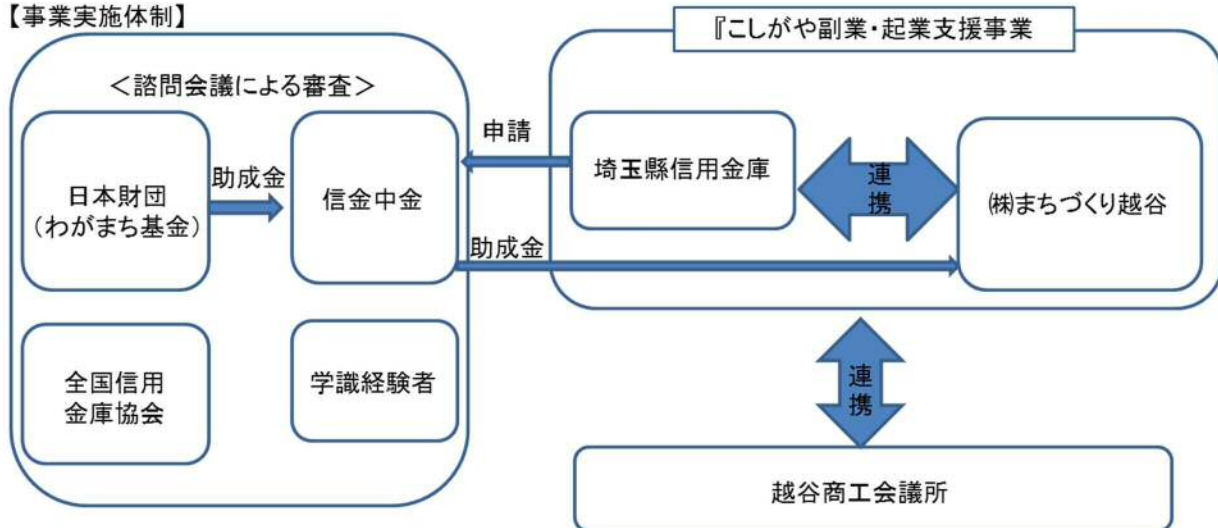 【事業実施体制】
『こしがや副業・起業支援事業
＜諮問会議による審査＞
日本財団
（わがまち基金）
助成金
信金中金
申請
埼玉縣信用金庫
連携
㈱まちづくり越谷
助成金
全国信用
金庫協会
学識経験者
連携
越谷商工会議所